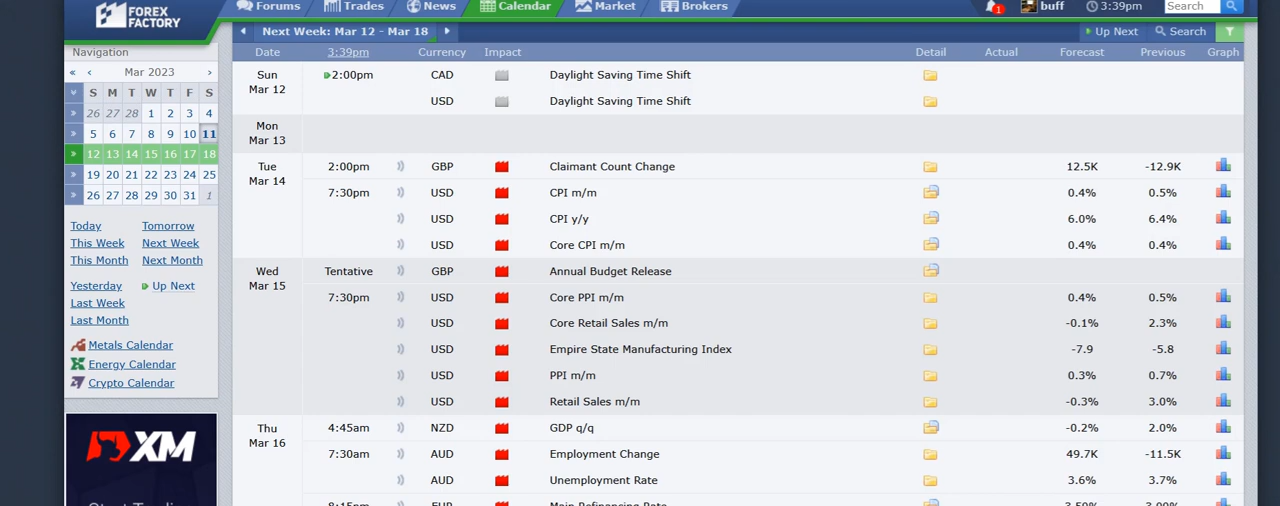 FOREX
FACTORY
Forums Trades News Calendar Market Brokers 1 buff 3:39pm Search
Navigation
« ‹ Mar 2023 ›
S M T W T F S
» 26 27 28 1 2 3 4
» 5 6 7 8 9 10 11
» 12 13 14 15 16 17 18
» 19 20 21 22 23 24 25
» 26 27 28 29 30 31 1
Today Tomorrow
This Week Next Week
This Month Next Month
Yesterday Up Next
Last Week
Last Month
Metals Calendar
Energy Calendar
Crypto Calendar
XM
Next Week: Mar 12 - Mar 18 Up Next Search
Date 3:39pm Currency Impact Detail Actual Forecast Previous Graph
Sun
Mar 12
2:00pm CAD Daylight Saving Time Shift
USD Daylight Saving Time Shift
Mon
Mar 13
Tue
Mar 14
2:00pm GBP Claimant Count Change 12.5K -12.9K
7:30pm USD CPI m/m 0.4% 0.5%
USD CPI y/y 6.0% 6.4%
USD Core CPI m/m 0.4% 0.4%
Wed
Mar 15
Tentative GBP Annual Budget Release
7:30pm USD Core PPI m/m 0.4% 0.5%
USD Core Retail Sales m/m -0.1% 2.3%
USD Empire State Manufacturing Index -7.9 -5.8
USD PPI m/m 0.3% 0.7%
USD Retail Sales m/m -0.3% 3.0%
Thu
Mar 16
4:45am NZD GDP q/q -0.2% 2.0%
7:30am AUD Employment Change 49.7K -11.5K
AUD Unemployment Rate 3.6% 3.7%
8:15pm EUR Main Refinancing Rate 3.50% 3.00%